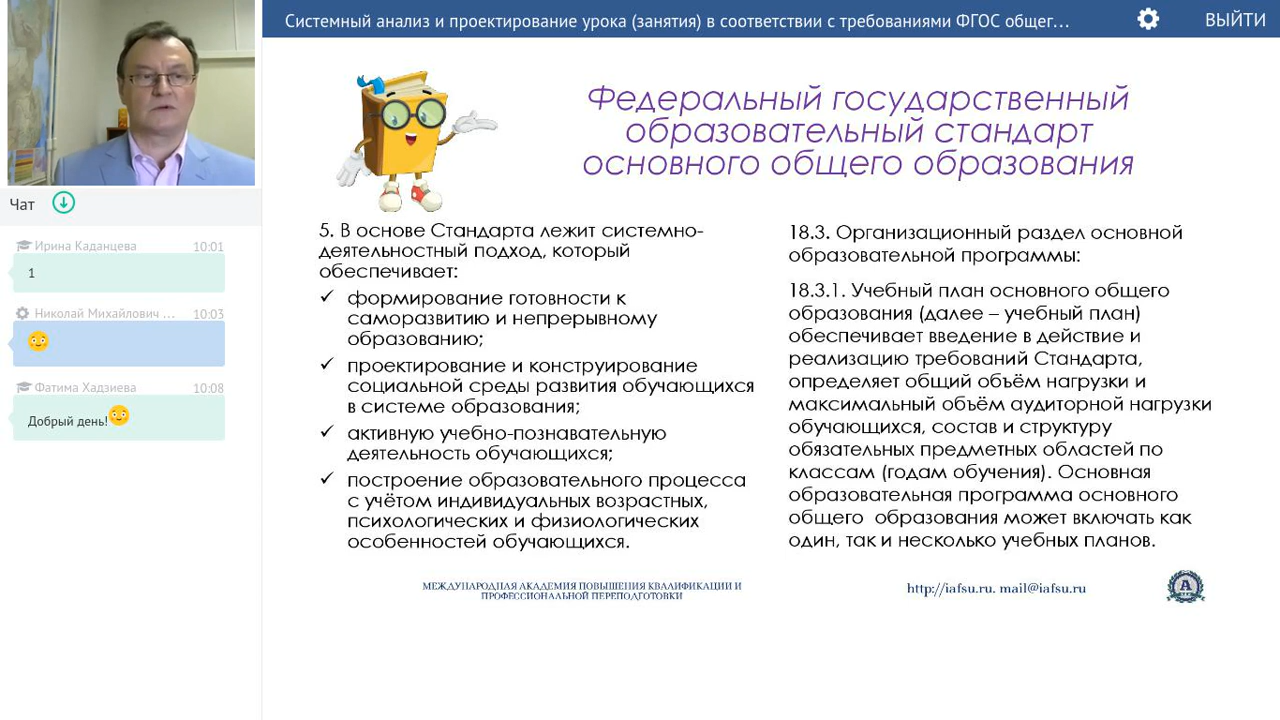 Системный анализ и проектирование урока (занятия) в соответствии с требованиями ФГОС общег...
ВЫЙТИ
Чат
Ирина Каданцева 10:01
1
Николай Михайлович ... 10:03
Фатима Хадзиева 10:08
Добрый день!
Федеральный государственный
образовательный стандарт
основного общего образования
5. В основе Стандарта лежит системно-
деятельностный подход, который
обеспечивает:
✓ формирование готовности к
саморазвитию и непрерывному
образованию;
✓ проектирование и конструирование
социальной среды развития обучающихся
в системе образования;
✓ активную учебно-познавательную
деятельность обучающихся;
✓ построение образовательного процесса
с учётом индивидуальных возрастных,
психологических и физиологических
особенностей обучающихся.
18.3. Организационный раздел основной
образовательной программы:
18.3.1. Учебный план основного общего
образования (далее – учебный план)
обеспечивает введение в действие и
реализацию требований Стандарта,
определяет общий объём нагрузки и
максимальный объём аудиторной нагрузки
обучающихся, состав и структуру
обязательных предметных областей по
классам (годам обучения). Основная
образовательная программа основного
общего образования может включать как
один, так и несколько учебных планов.
МЕЖДУНАРОДНАЯ АКАДЕМИЯ ПОВЫШЕНИЯ КВАЛИФИКАЦИИ И
ПРОФЕССИОНАЛЬНОЙ ПЕРЕПОДГОТОВКИ
http://iafsu.ru. mail@iafsu.ru